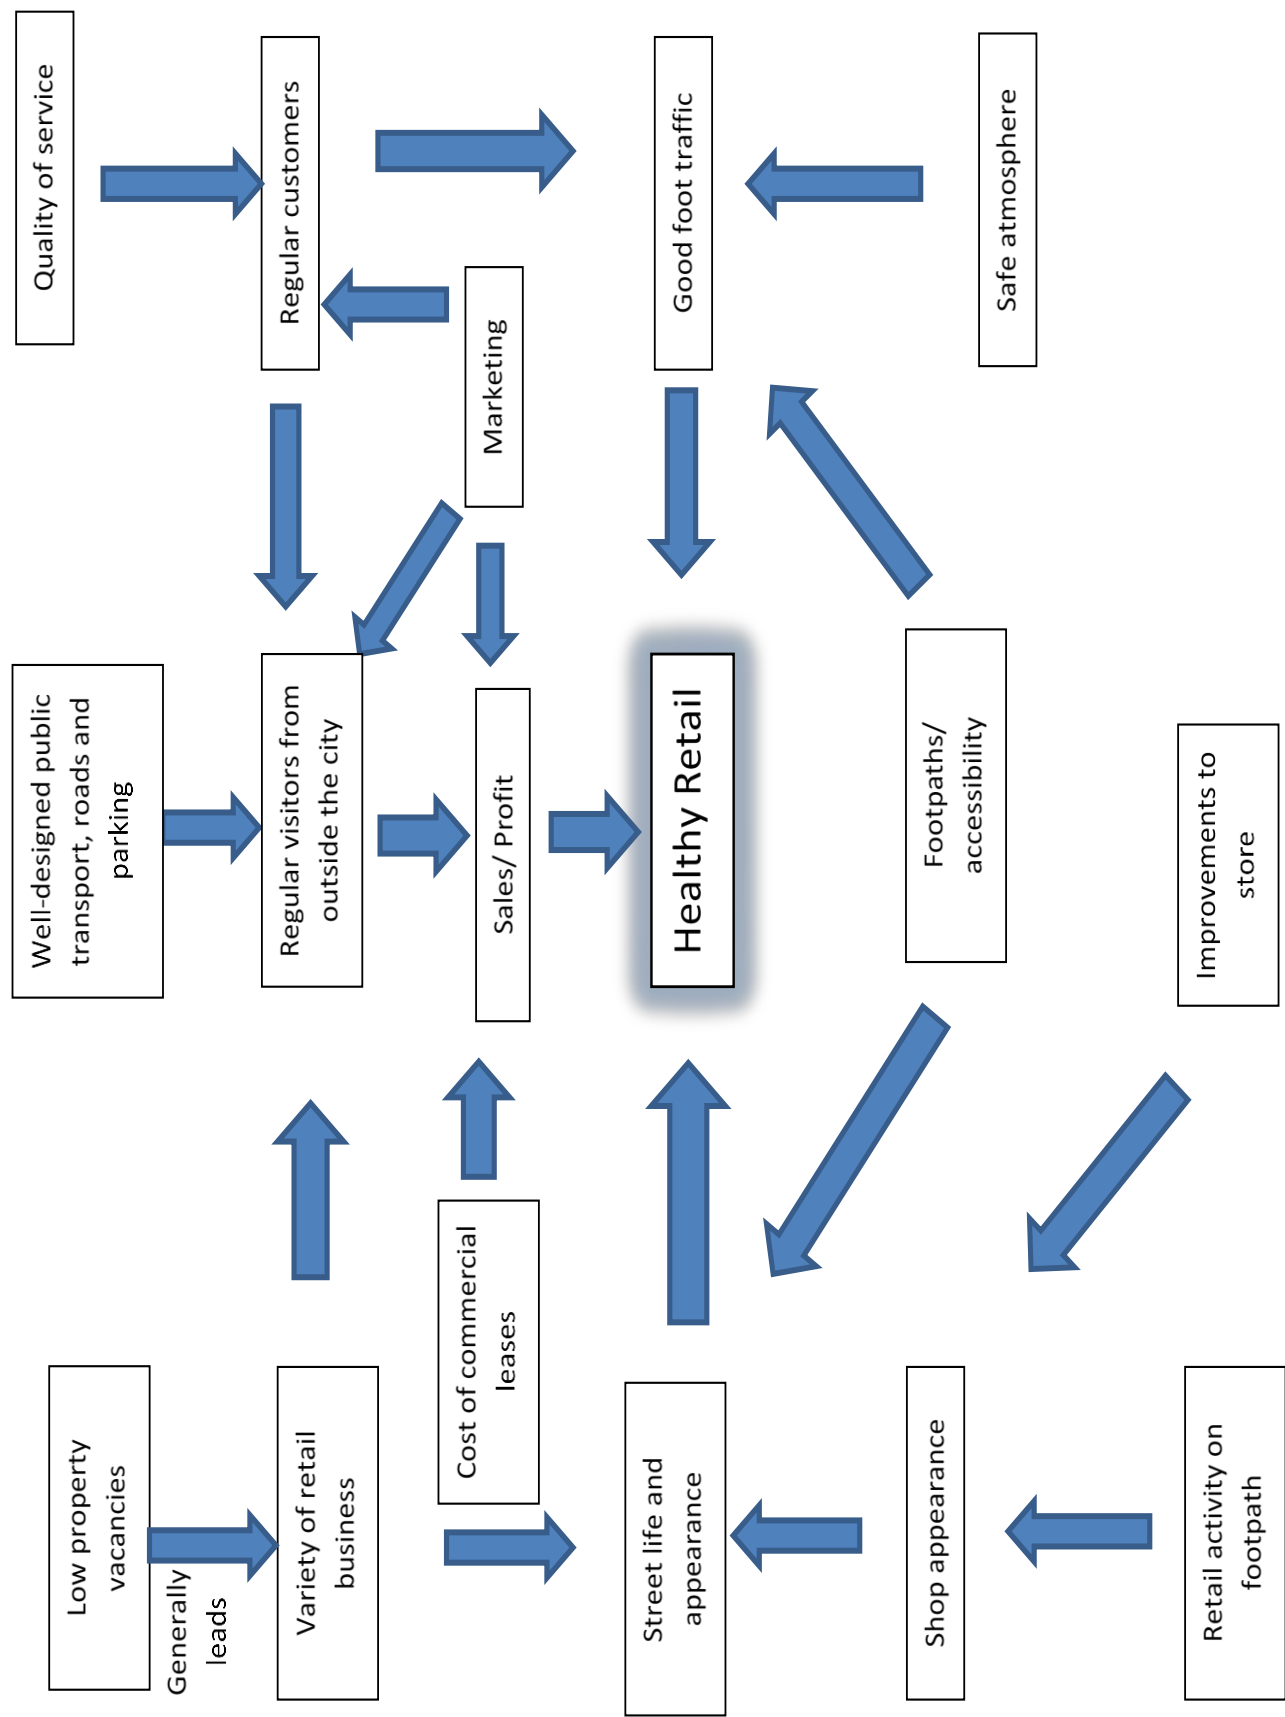 Low property
vacancies
Well-designed public
transport, roads and
parking
Quality of service
Generally
leads
Variety of retail
business
Regular visitors from
outside the city
Regular customers
Cost of commercial
leases
Sales/ Profit
Marketing
Street life and
appearance
Healthy Retail
Good foot traffic
Shop appearance
Footpaths/
accessibility
Safe atmosphere
Retail activity on
footpath
Improvements to
store